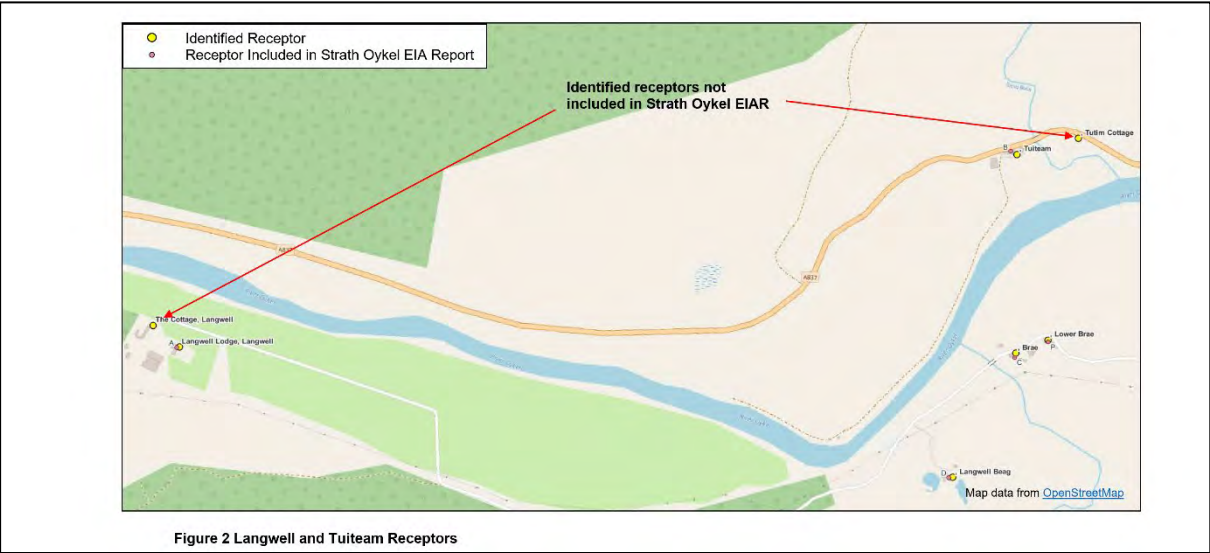 Identified Receptor
Receptor Included in Strath Oykel EIA Report
Identified receptors not
included in Strath Oykel EIAR
Tutim Cottage
B
Tuiteam
A837
The Cottage, Langwell
A
Langwell Lodge, Langwell
Lower Brae
P
Brae
C
D
Langwell Beag
Map data from OpenStreetMap
Figure 2 Langwell and Tuiteam Receptors